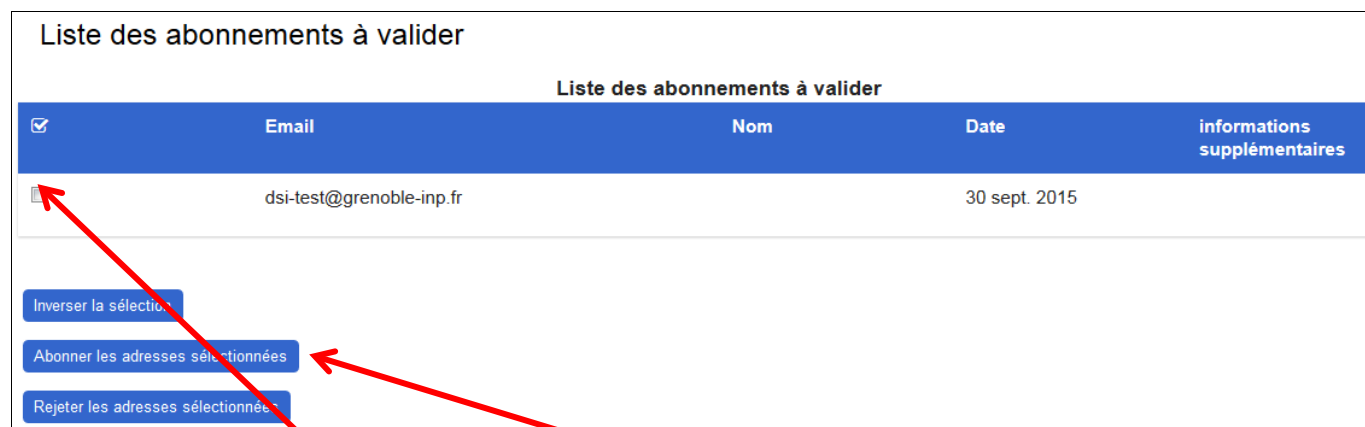 Liste des abonnements à valider
Liste des abonnements à valider
Email Nom Date informations supplémentaires
dsi-test@grenoble-inp.fr 30 sept. 2015
Inverser la sélection
Abonner les adresses sélectionnées
Rejeter les adresses sélectionnées